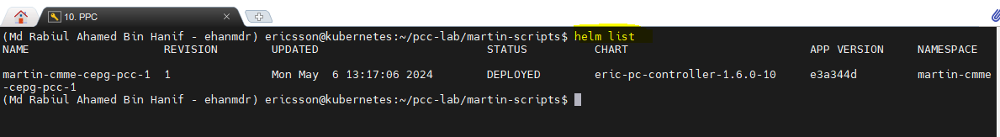 10. PPC
(Md Rabiul Ahamed Bin Hanif - ehanmdr) ericsson@kubernetes:~/pcc-lab/martin-scripts$ helm list
NAME REVISION UPDATED STATUS CHART APP VERSION NAMESPACE
martin-cmme-cepg-pcc-1 1 Mon May  6 13:17:06 2024 DEPLOYED eric-pc-controller-1.6.0-10 e3a344d martin-cmme
-cepg-pcc-1
(Md Rabiul Ahamed Bin Hanif - ehanmdr) ericsson@kubernetes:~/pcc-lab/martin-scripts$